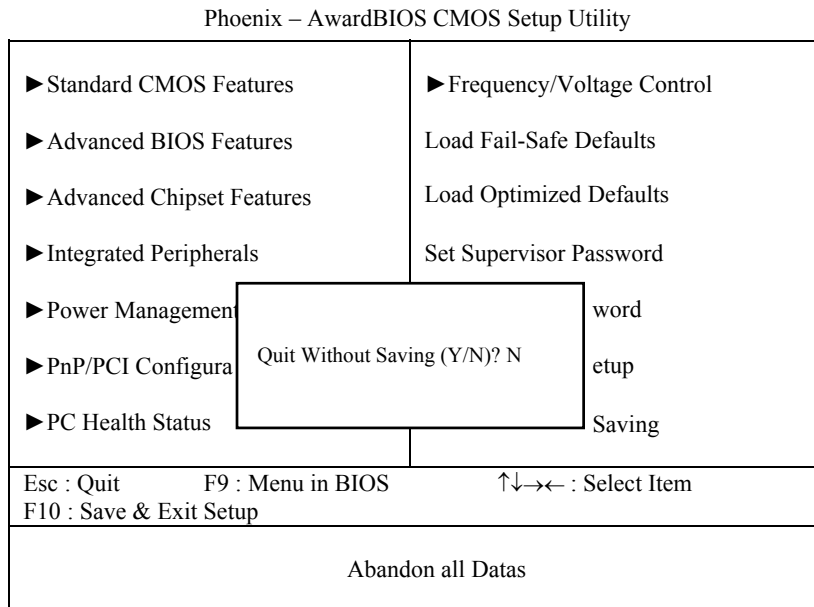 Phoenix – AwardBIOS CMOS Setup Utility
►Standard CMOS Features
►Advanced BIOS Features
►Advanced Chipset Features
►Integrated Peripherals
►Power Management
►PnP/PCI Configura
►PC Health Status
►Frequency/Voltage Control
Load Fail-Safe Defaults
Load Optimized Defaults
Set Supervisor Password
word
etup
Saving
Quit Without Saving (Y/N)? N
Esc : Quit F9 : Menu in BIOS ↑↓→← : Select Item
F10 : Save & Exit Setup
Abandon all Datas